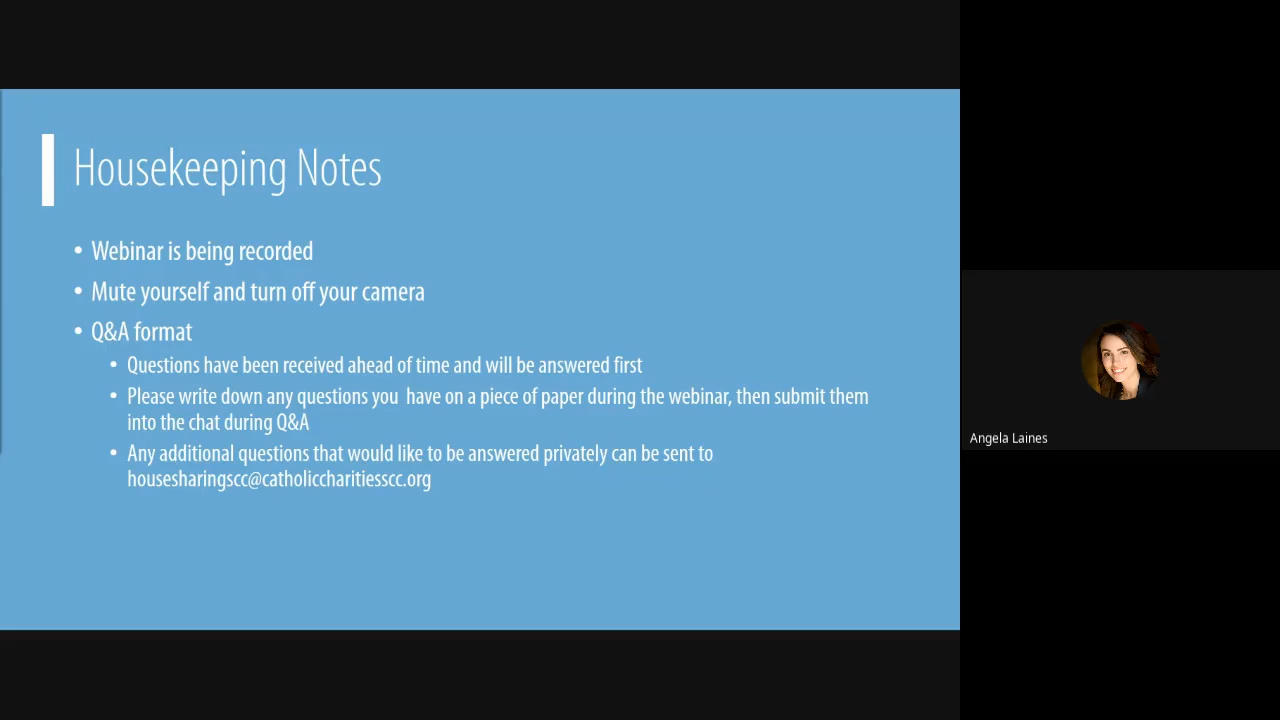 Housekeeping Notes
• Webinar is being recorded
• Mute yourself and turn off your camera
• Q&A format
• Questions have been received ahead of time and will be answered first
• Please write down any questions you  have on a piece of paper during the webinar, then submit them
into the chat during Q&A
• Any additional questions that would like to be answered privately can be sent to
housesharingscc@catholiccharitiesscc.org
Angela Laines